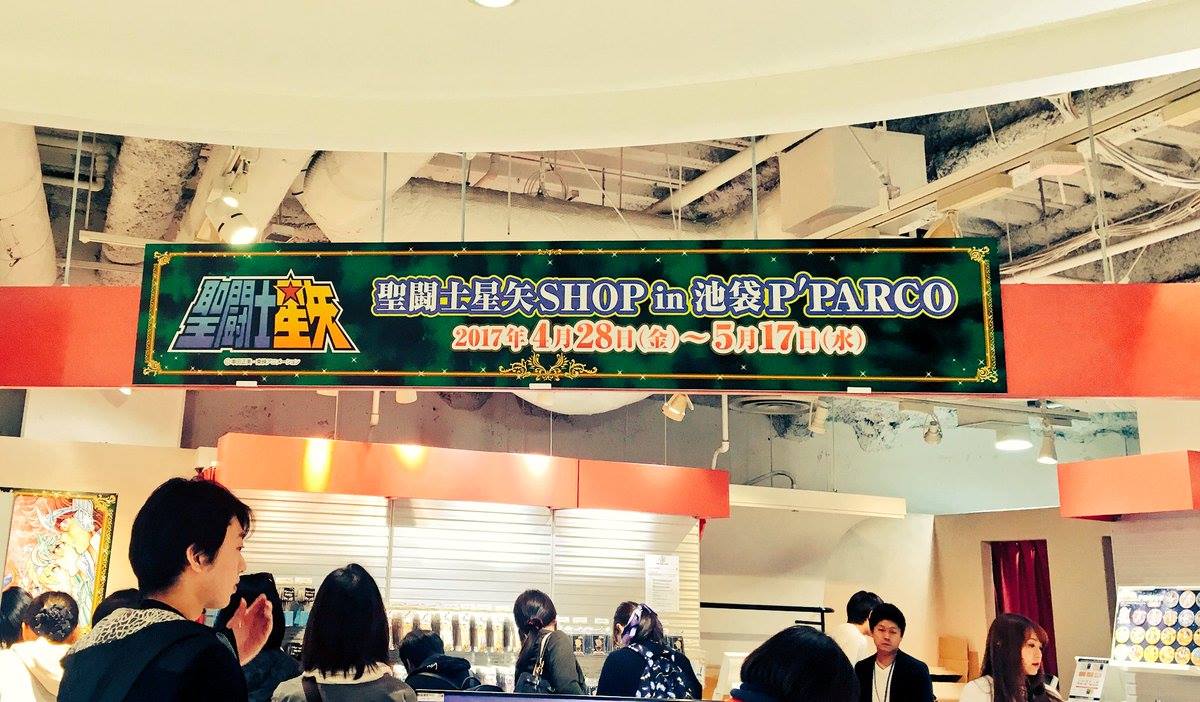 聖闘士星矢
聖闘士星矢SHOP in 池袋P'PARCO
2017年 4月28日(金)～5月17日(水)